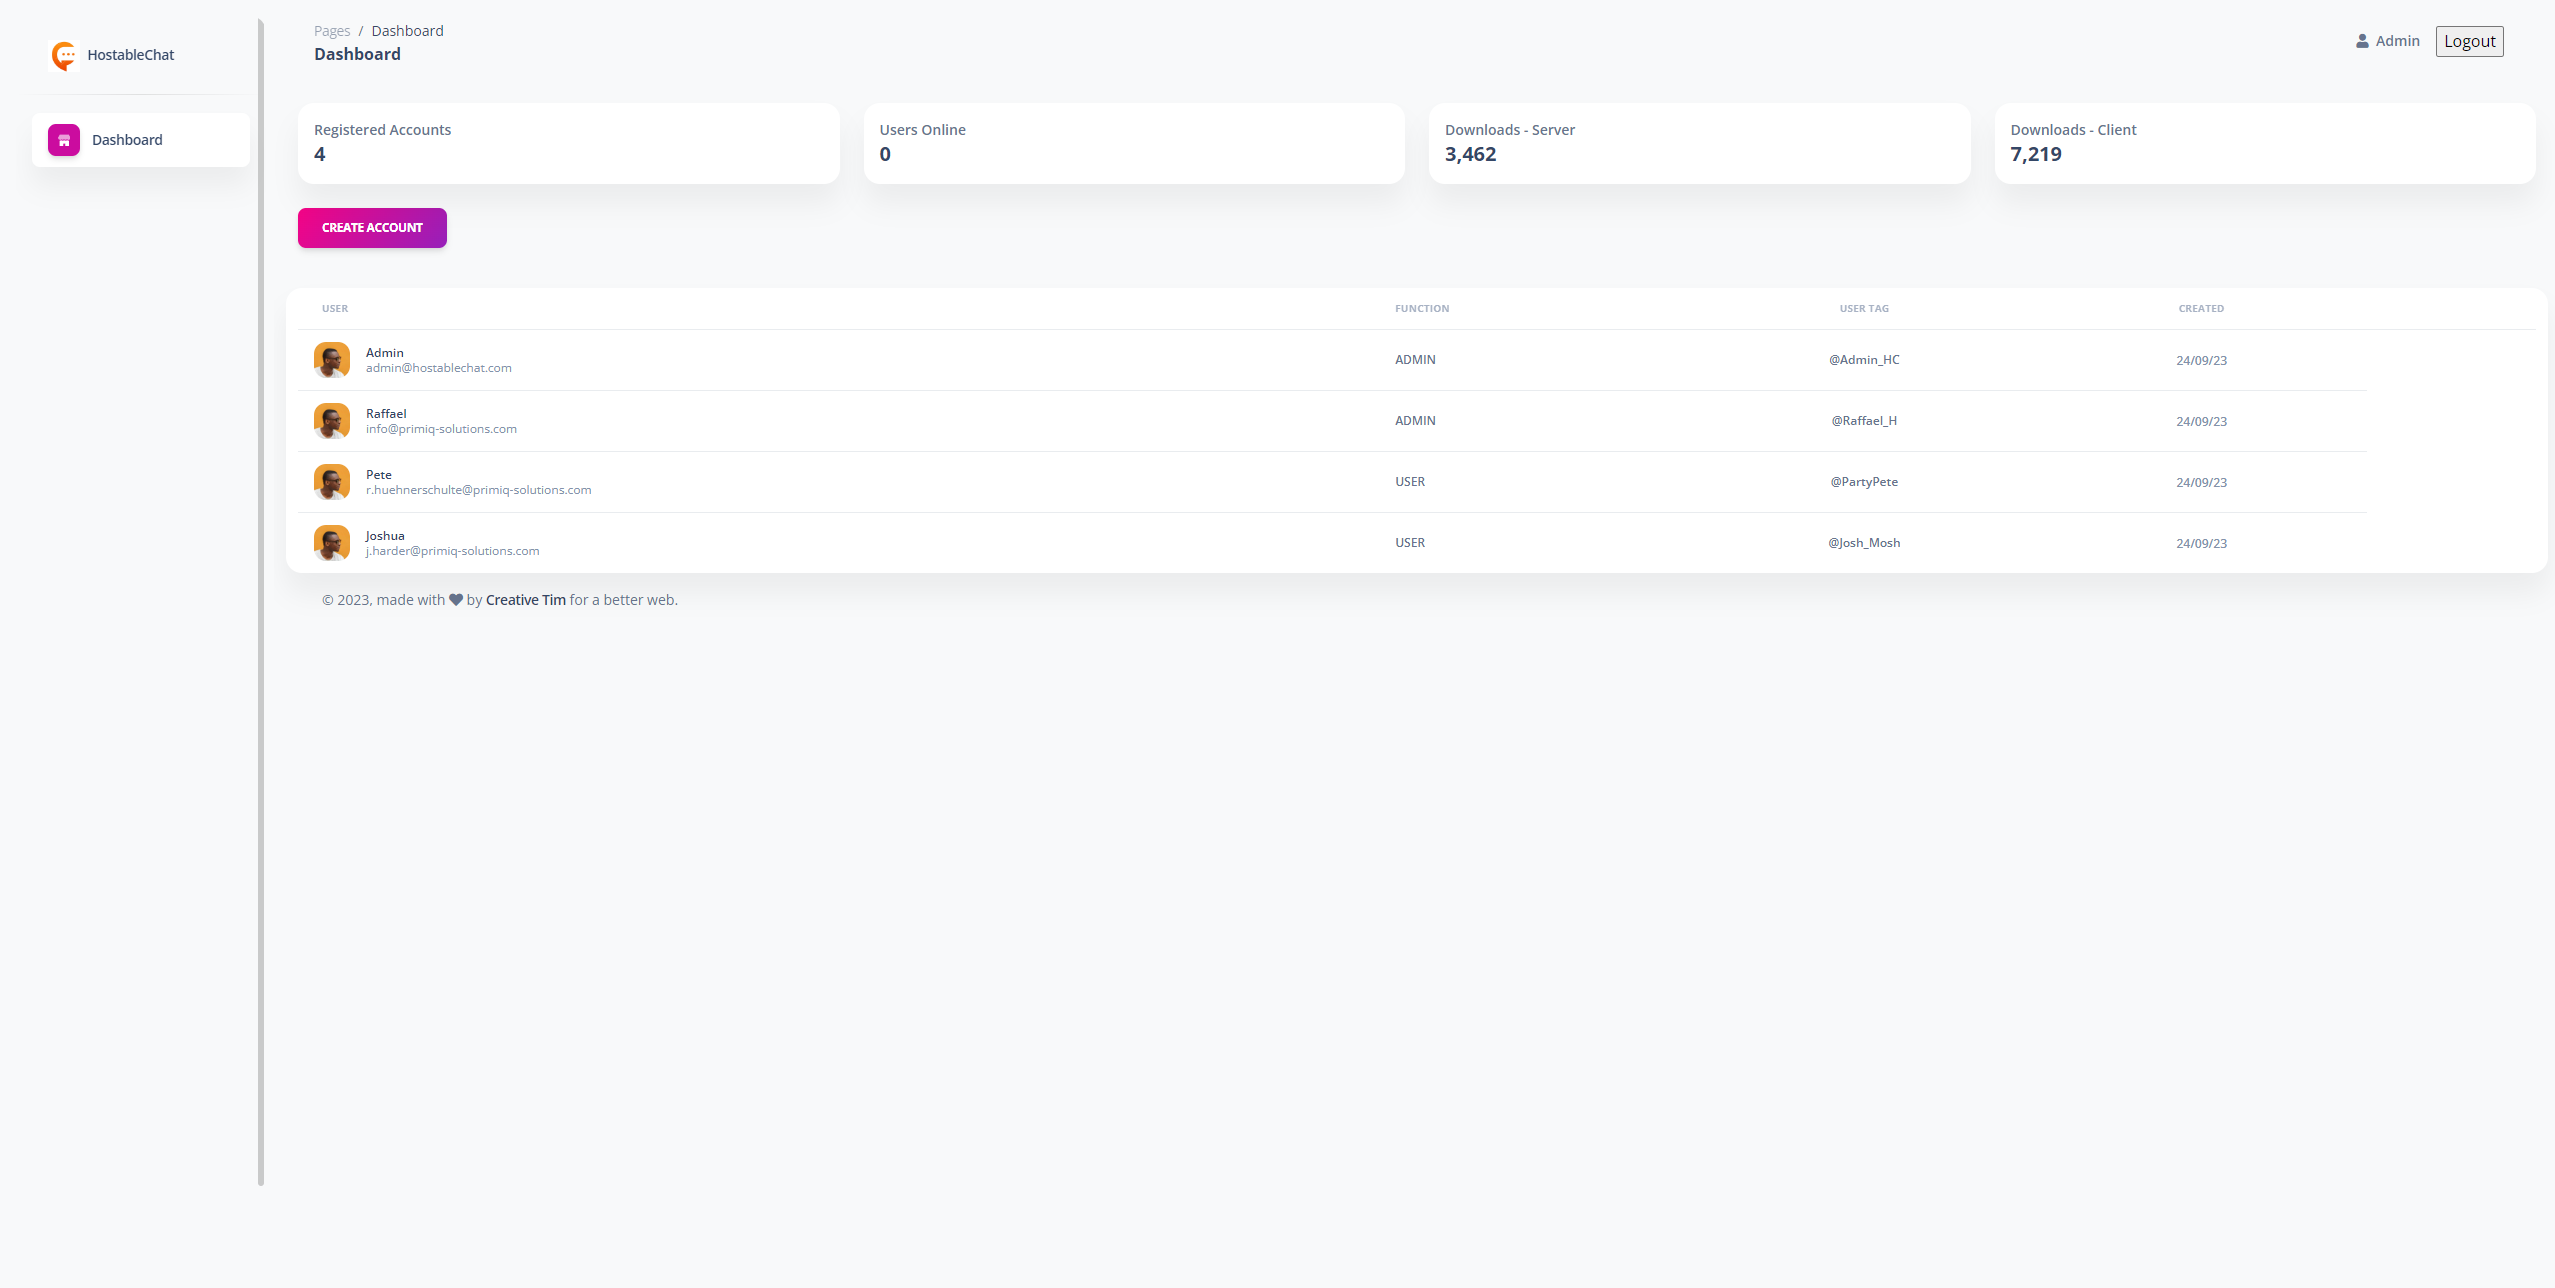 HostableChat
Dashboard
Pages / Dashboard
Dashboard
Admin
Logout
Registered Accounts
4
Users Online
0
Downloads - Server
3,462
Downloads - Client
7,219
CREATE ACCOUNT
USER FUNCTION USER TAG CREATED
Admin
admin@hostablechat.com
ADMIN @Admin_HC 24/09/23
Raffael
info@primiq-solutions.com
ADMIN @Raffael_H 24/09/23
Pete
r.huehnerschulte@primiq-solutions.com
USER @PartyPete 24/09/23
Joshua
j.harder@primiq-solutions.com
USER @Josh_Mosh 24/09/23
© 2023, made with by Creative Tim for a better web.